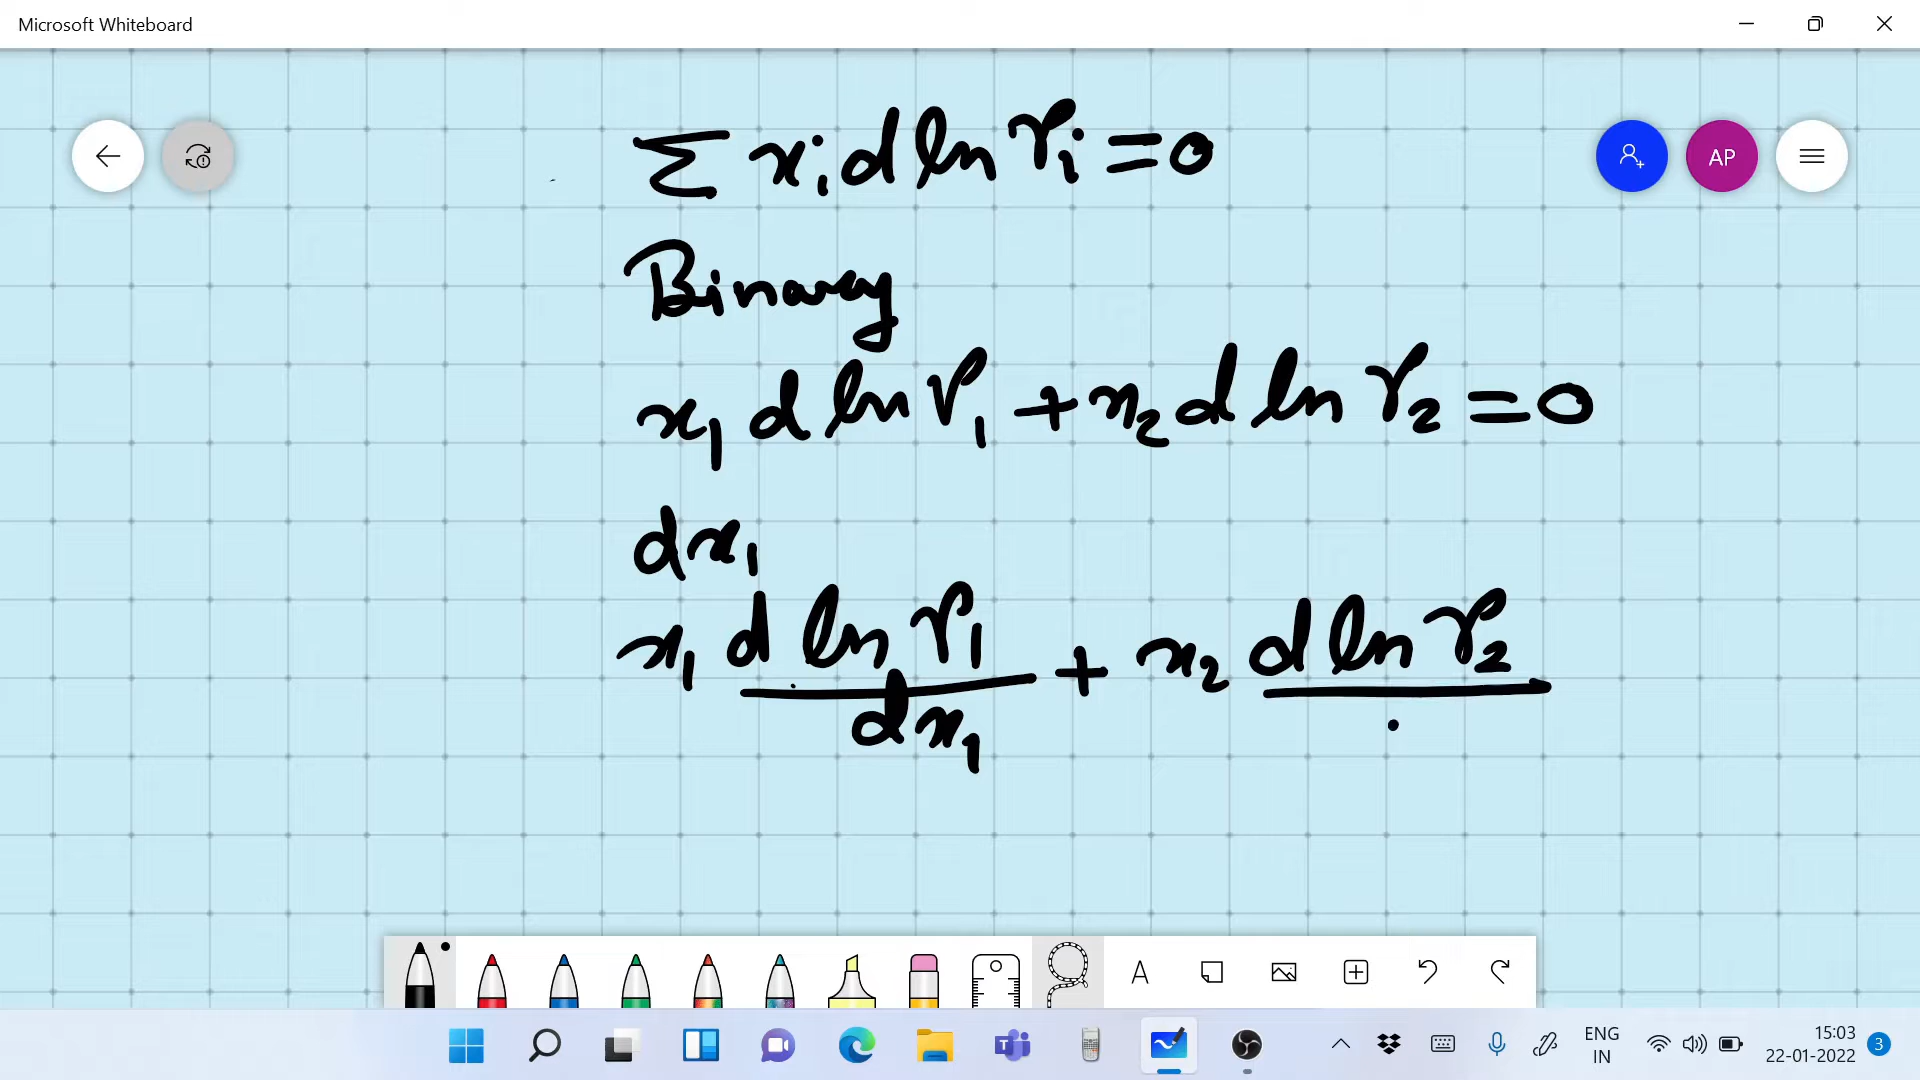 Microsoft Whiteboard
AP
Σ xi d ln γi = 0
Binary
x1 d ln γ1 + x2 d ln γ2 = 0
dx1
x1 d ln γ1 + x2 d ln γ2
dx1
A
T
ENG
IN
15:03
22-01-2022
3